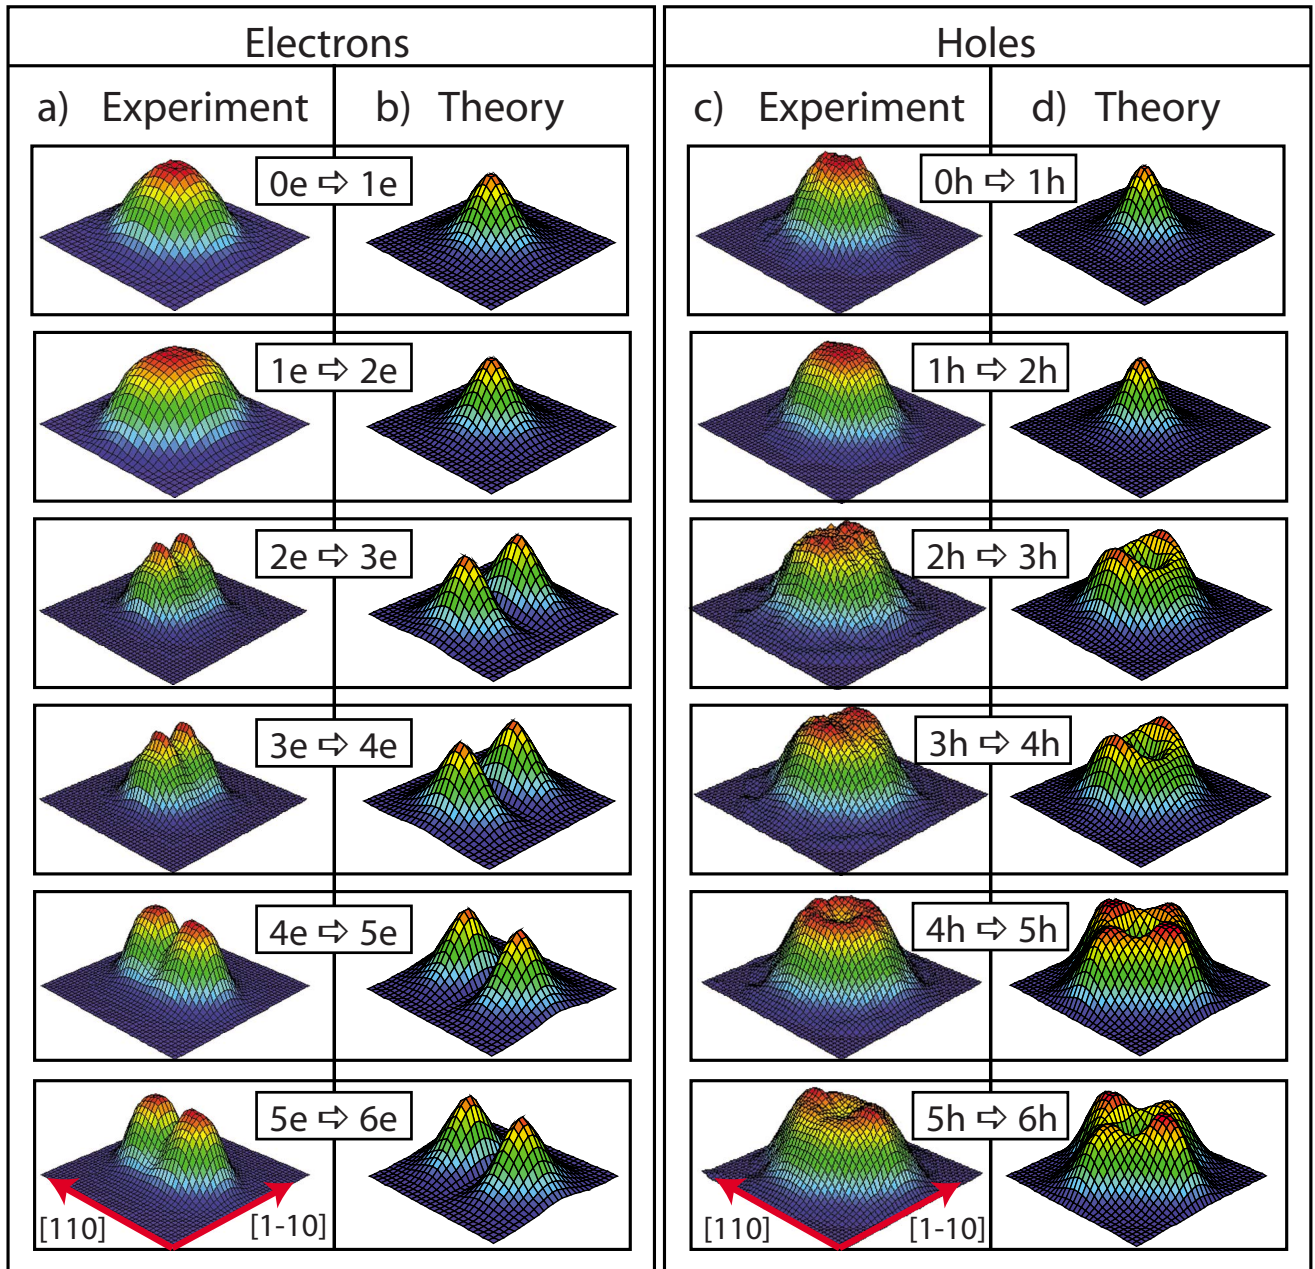 Electrons
Holes
a) Experiment
b) Theory
c) Experiment
d) Theory
0e ⇨ 1e
0h ⇨ 1h
1e ⇨ 2e
1h ⇨ 2h
2e ⇨ 3e
2h ⇨ 3h
3e ⇨ 4e
3h ⇨ 4h
4e ⇨ 5e
4h ⇨ 5h
5e ⇨ 6e
5h ⇨ 6h
[110]
[1-10]
[110]
[1-10]